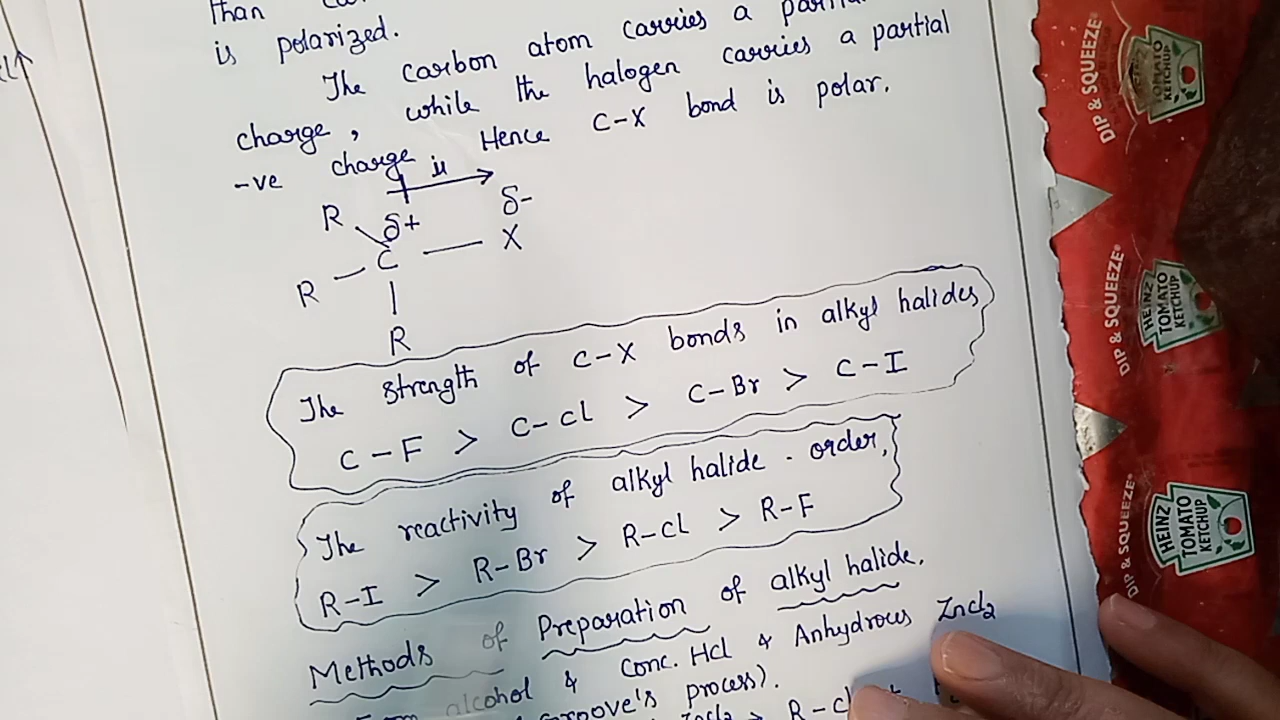 Than
is polarized.
The carbon atom carries a
charge, while the halogen carries a partial
-ve charge. Hence C-X bond is polar.
μ
R δ+ δ-
R - C — X
R
The strength of C-X bonds in alkyl halides
C-F > C-Cl > C-Br > C-I
The reactivity of alkyl halide - order,
R-I > R-Br > R-Cl > R-F
Methods of Preparation of alkyl halide.
alcohol & Conc. HCl & Anhydrous ZnCl2
Groove's process).
ZnCl2 > R-Cl
DIP & SQUEEZE®
TOMATO
KETCHUP
DIP & SQUEEZE®
HEINZ
TOMATO
KETCHUP
DIP & SQUEEZE®
HEINZ
TOMATO
KETCHUP